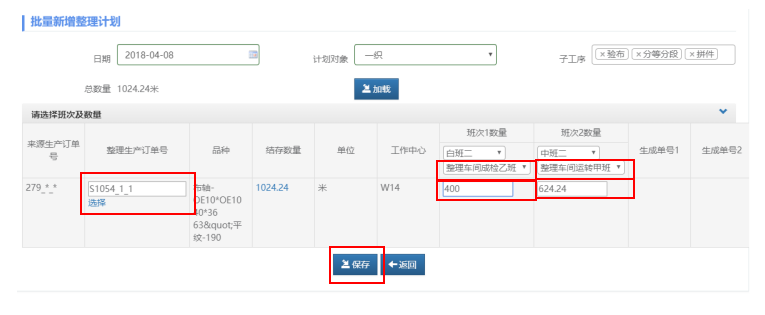 批量新增整理计划
日期 2018-04-08 计划对象 一织 子工序 ×验布 ×分等分段 ×拼件
总数量 1024.24米 加载
请选择班次及数量
来源生产订单号 整理生产订单号 品种 结存数量 单位 工作中心 班次1数量 班次2数量 生成单号1 生成单号2
白班二 中班二
整理车间成检乙班 整理车间运转甲班
279_*_* S1054_1_1 布轴- 1024.24 米 W14 400 624.24
选择 OE10*OE10
40*36
63&quot;平
纹-190
保存 返回